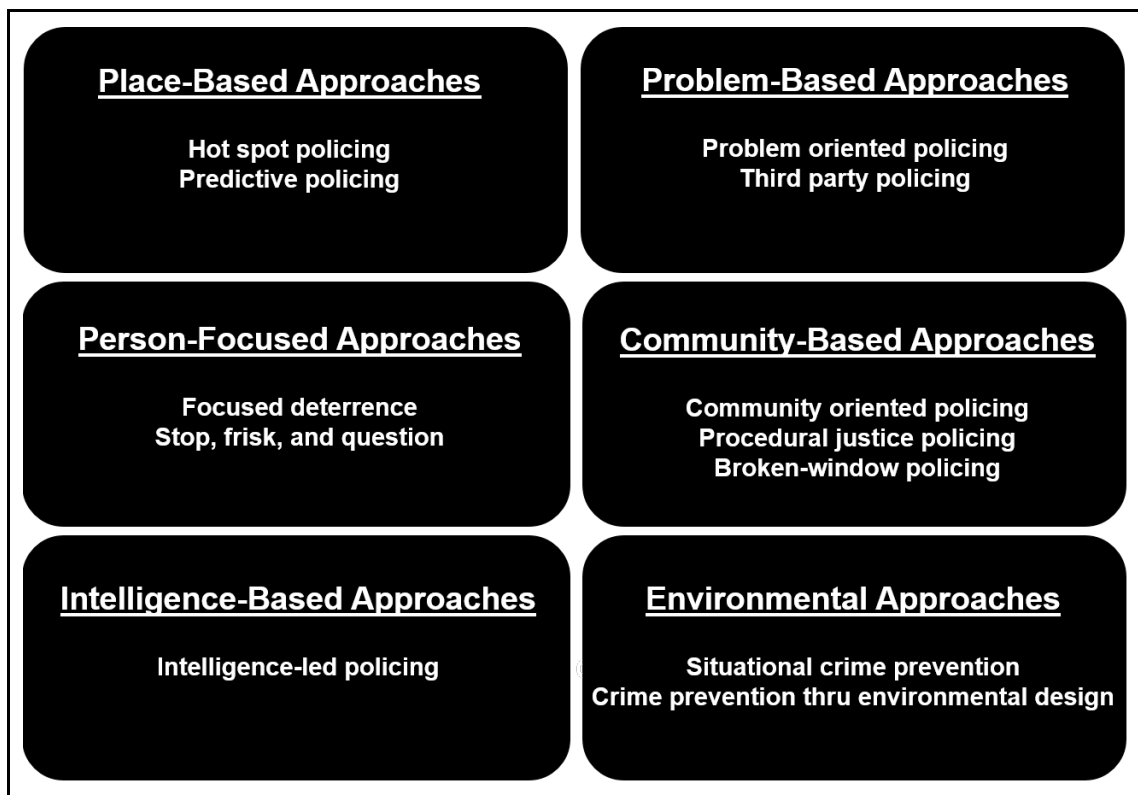 Place-Based Approaches
Hot spot policing
Predictive policing
Problem-Based Approaches
Problem oriented policing
Third party policing
Person-Focused Approaches
Focused deterrence
Stop, frisk, and question
Community-Based Approaches
Community oriented policing
Procedural justice policing
Broken-window policing
Intelligence-Based Approaches
Intelligence-led policing
Environmental Approaches
Situational crime prevention
Crime prevention thru environmental design